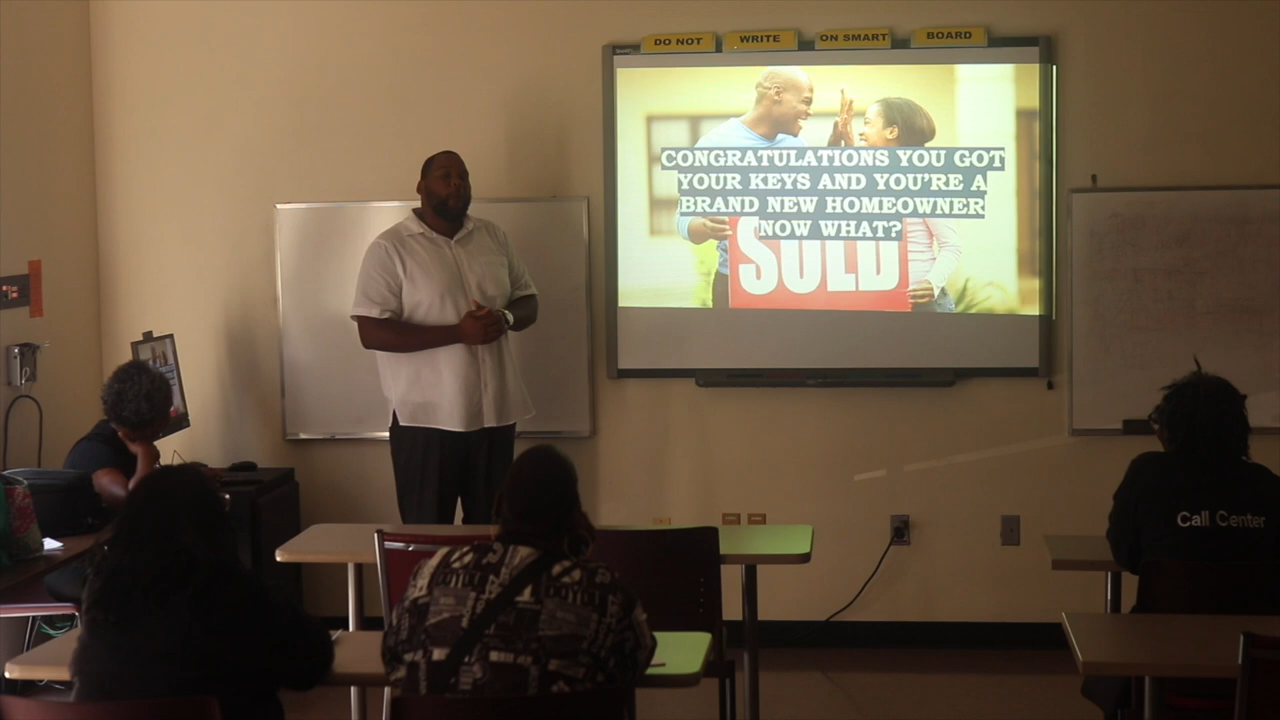 DO NOT WRITE ON SMART BOARD
CONGRATULATIONS YOU GOT
YOUR KEYS AND YOU'RE A
BRAND NEW HOMEOWNER
NOW WHAT?
SOLD
Call Center